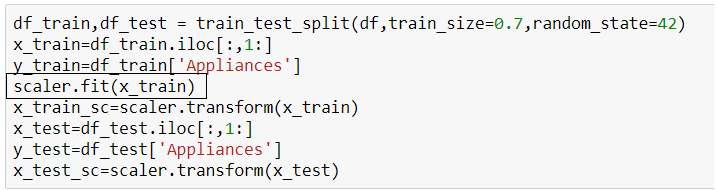 df_train,df_test = train_test_split(df,train_size=0.7,random_state=42)
x_train=df_train.iloc[:,1:]
y_train=df_train['Appliances']
scaler.fit(x_train)
x_train_sc=scaler.transform(x_train)
x_test=df_test.iloc[:,1:]
y_test=df_test['Appliances']
x_test_sc=scaler.transform(x_test)